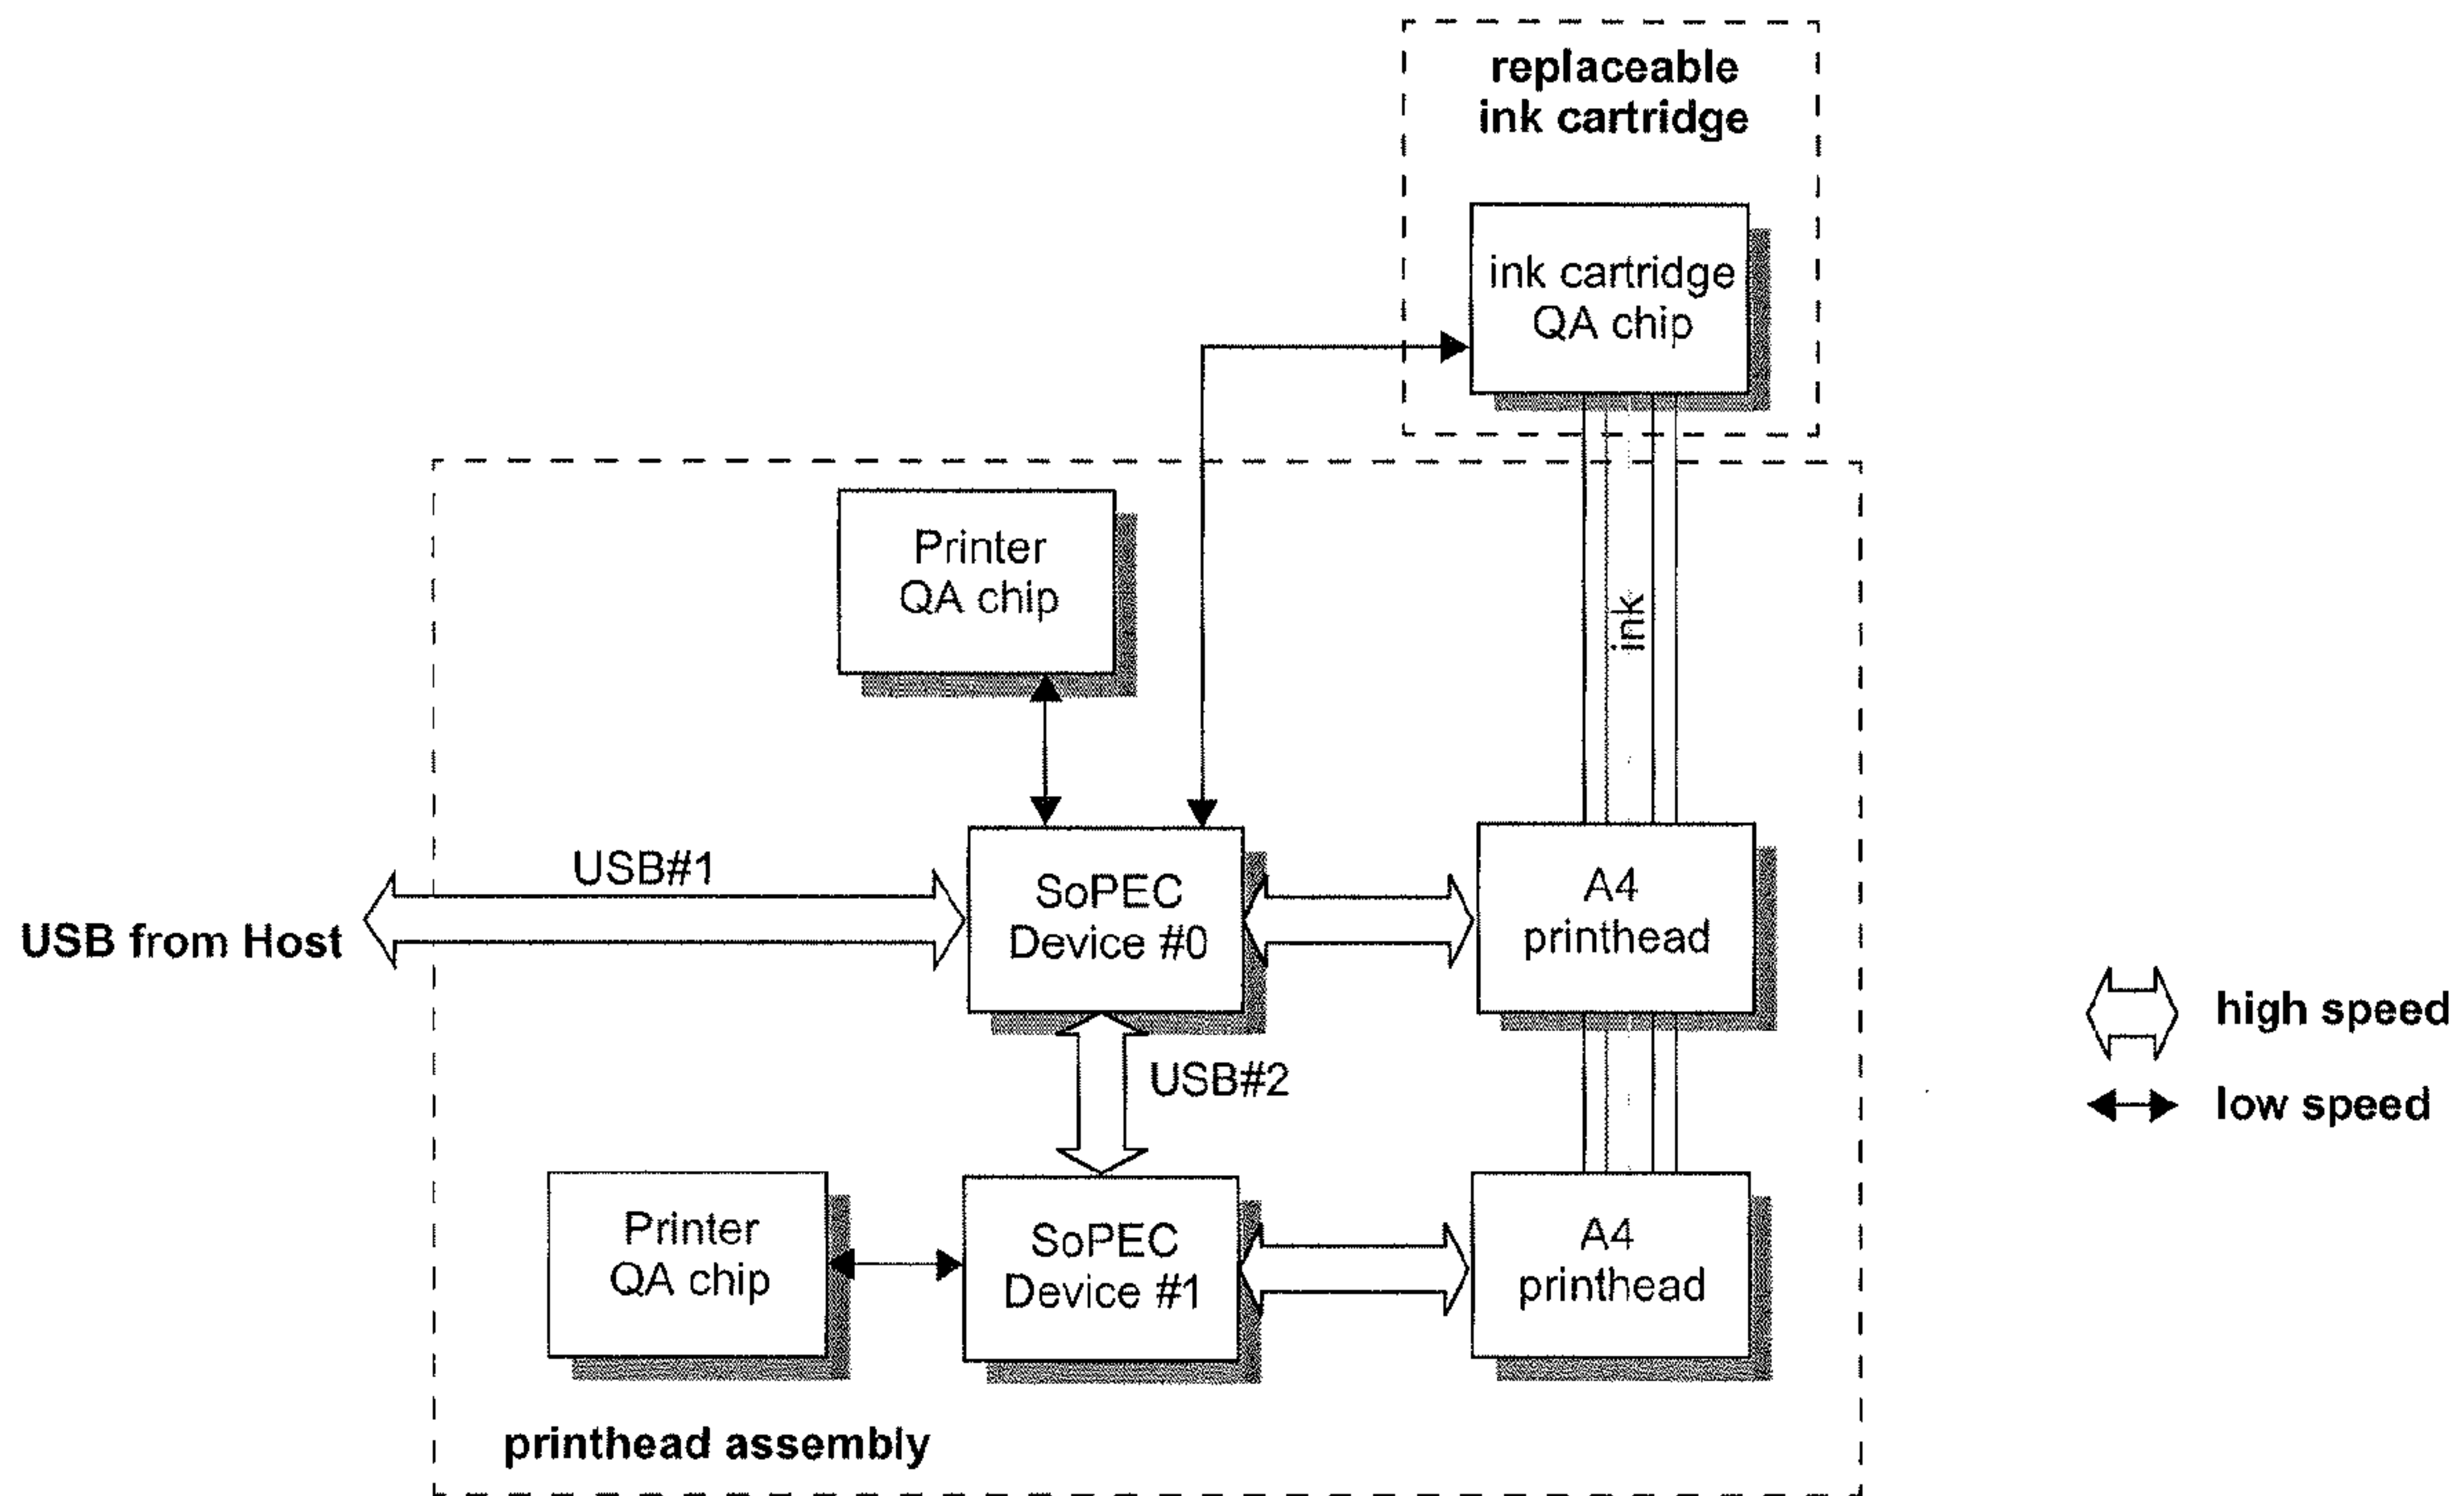 replaceable
ink cartridge
ink cartridge
QA chip
Printer
QA chip
ink
USB#1
USB from Host
SoPEC
Device #0
A4
printhead
high speed
USB#2
low speed
Printer
QA chip
SoPEC
Device #1
A4
printhead
printhead assembly